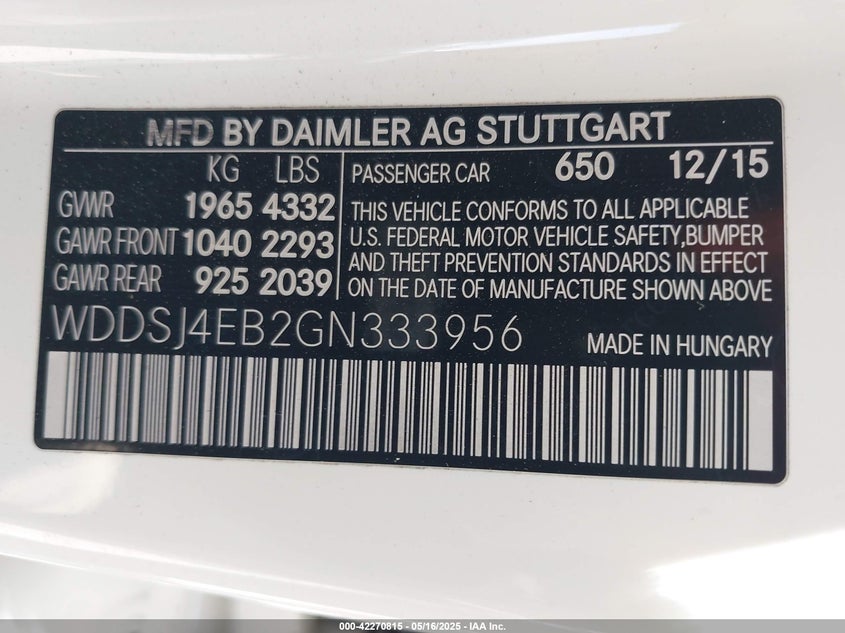 MFD BY DAIMLER AG STUTTGART
KG LBS
GVWR 1965 4332
GAWR FRONT 1040 2293
GAWR REAR 925 2039
PASSENGER CAR 650 12/15
THIS VEHICLE CONFORMS TO ALL APPLICABLE
U.S. FEDERAL MOTOR VEHICLE SAFETY,BUMPER
AND THEFT PREVENTION STANDARDS IN EFFECT
ON THE DATE OF MANUFACTURE SHOWN ABOVE
WDDSJ4EB2GN333956
MADE IN HUNGARY
000-42270815 - 05/16/2025 - IAA Inc.